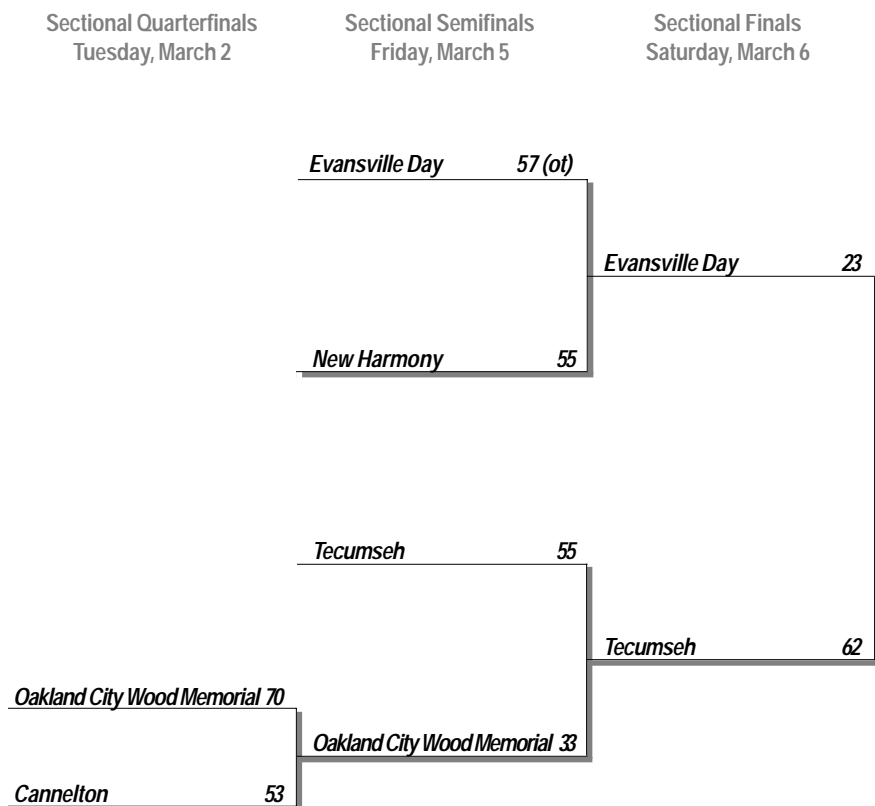 Sectional Quarterfinals
Tuesday, March 2
Sectional Semifinals
Friday, March 5
Sectional Finals
Saturday, March 6
Evansville Day 57 (ot)
Evansville Day 23
New Harmony 55
Tecumseh 55
Tecumseh 62
Oakland City Wood Memorial 70
Oakland City Wood Memorial 33
Cannelton 53